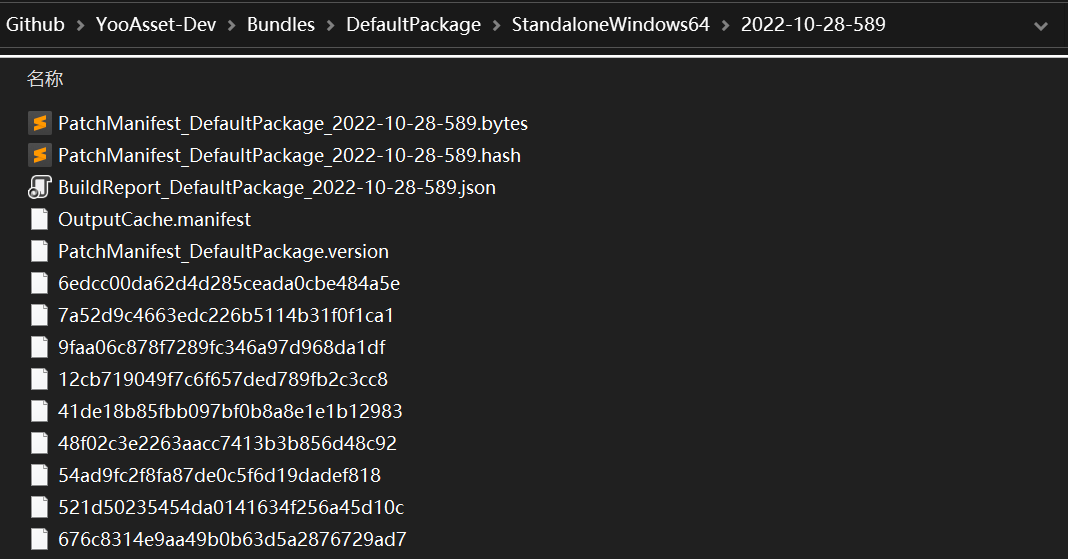 Github > YooAsset-Dev > Bundles > DefaultPackage > StandaloneWindows64 > 2022-10-28-589
名称
PatchManifest_DefaultPackage_2022-10-28-589.bytes
PatchManifest_DefaultPackage_2022-10-28-589.hash
BuildReport_DefaultPackage_2022-10-28-589.json
OutputCache.manifest
PatchManifest_DefaultPackage.version
6edcc00da62d4d285ceada0cbe484a5e
7a52d9c4663edc226b5114b31f0f1ca1
9faa06c878f7289fc346a97d968da1df
12cb719049f7c6f657ded789fb2c3cc8
41de18b85fbb097bf0b8a8e1e1b12983
48f02c3e2263aacc7413b3b856d48c92
54ad9fc2f8fa87de0c5f6d19dadef818
521d50235454da0141634f256a45d10c
676c8314e9aa49b0b63d5a2876729ad7